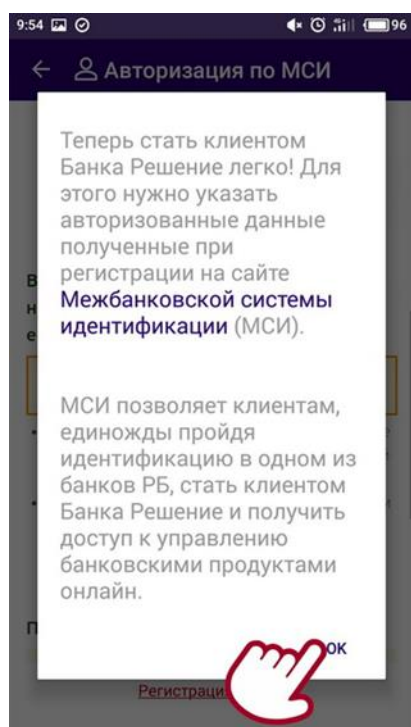 9:54 96
Авторизация по МСИ
Теперь стать клиентом
Банка Решение легко! Для
этого нужно указать
авторизованные данные
полученные при
регистрации на сайте
Межбанковской системы
идентификации (МСИ).
МСИ позволяет клиентам,
единожды пройдя
идентификацию в одном из
банков РБ, стать клиентом
Банка Решение и получить
доступ к управлению
банковскими продуктами
онлайн.
ОК